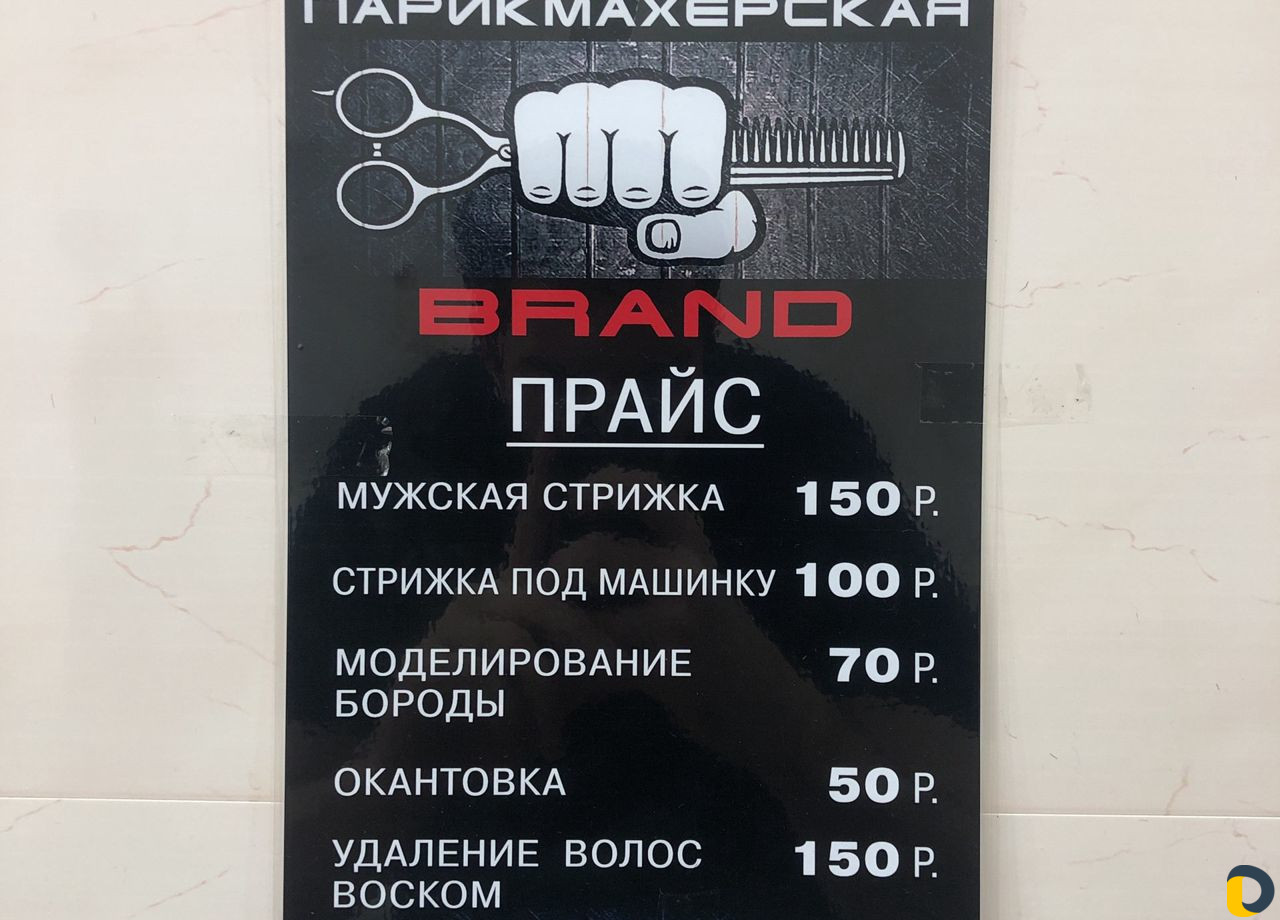 ПАРИКМАХЕРСКАЯ
BRAND
ПРАЙС
МУЖСКАЯ СТРИЖКА 150 Р.
СТРИЖКА ПОД МАШИНКУ 100 Р.
МОДЕЛИРОВАНИЕ 70 Р.
БОРОДЫ
ОКАНТОВКА 50 Р.
УДАЛЕНИЕ ВОЛОС 150 Р.
ВОСКОМ